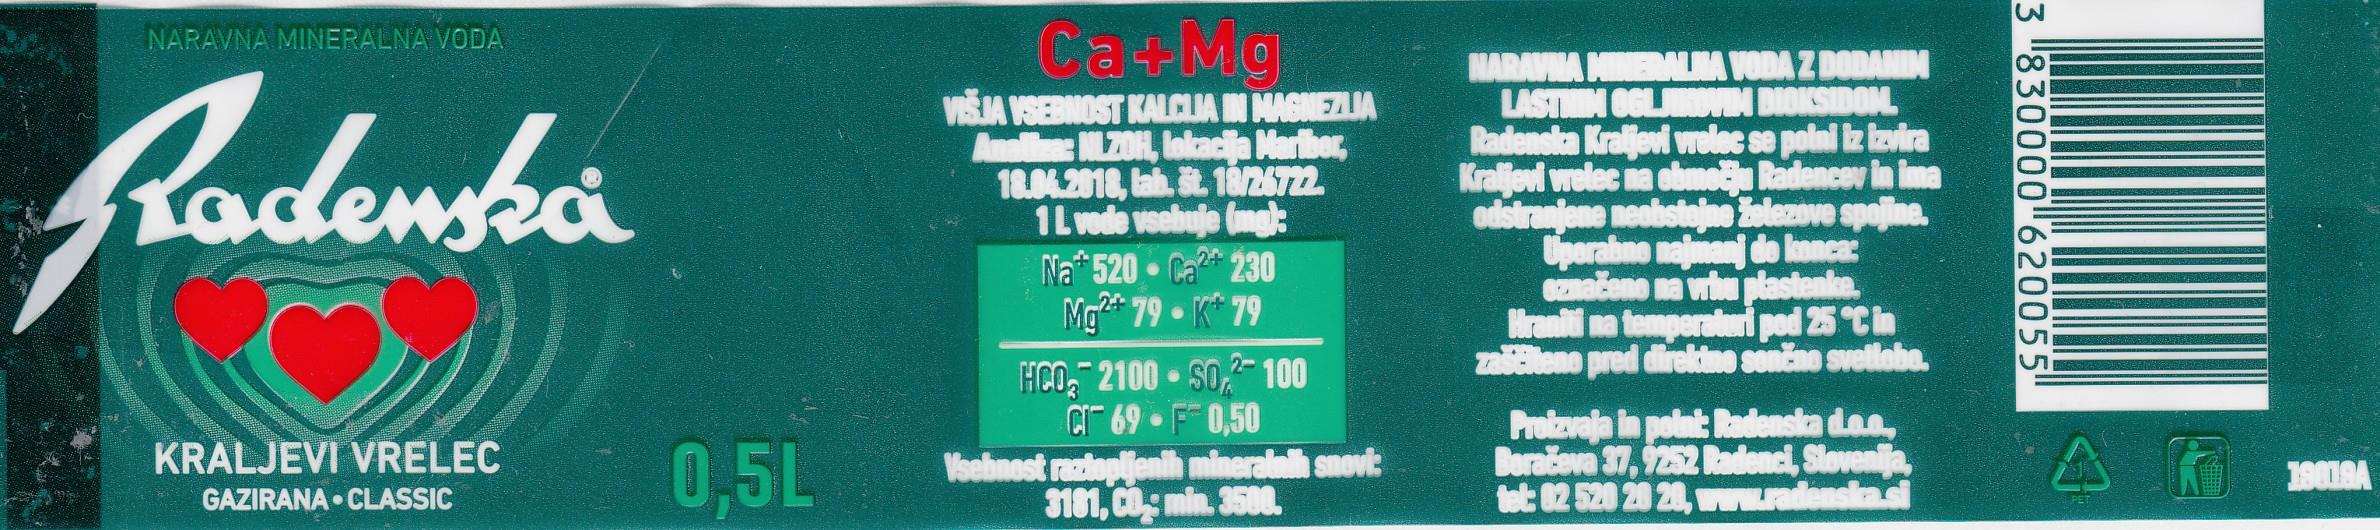 NARAVNA MINERALNA VODA
Radenska®
KRALJEVI VRELEC
GAZIRANA • CLASSIC
0,5L
Ca+Mg
VIŠJA VSEBNOST KALCIJA IN MAGNEZIJA
Analiza: NLZOH, lokacija Maribor,
18.04.2018, lab. št. 18/26722.
1 L vode vsebuje (mg):
Na⁺ 520 • Ca²⁺ 230
Mg²⁺ 79 • K⁺ 79
HCO₃⁻ 2100 • SO₄²⁻ 100
Cl⁻ 69 • F⁻ 0,50
Vsebnost raztopljenih mineralnih snovi:
3181, CO₂: min. 3500.
NARAVNA MINERALNA VODA Z DODANIM
LASTNIM OGLJIKOVIM DIOKSIDOM.
Radenska Kraljevi vrelec se polni iz izvira
Kraljevi vrelec na območju Radencev in ima
odstranjene neobstojne železove spojine.
Uporabno najmanj do konca:
označeno na vrhu plastenke.
Hraniti na temperaturi pod 25 °C in
zaščiteno pred direktno sončno svetlobo.
Proizvaja in polni: Radenska d.o.o.,
Boračeva 37, 9252 Radenci, Slovenija,
tel: 02 520 20 20, www.radenska.si
3 830000 620055
1
PET
19019A